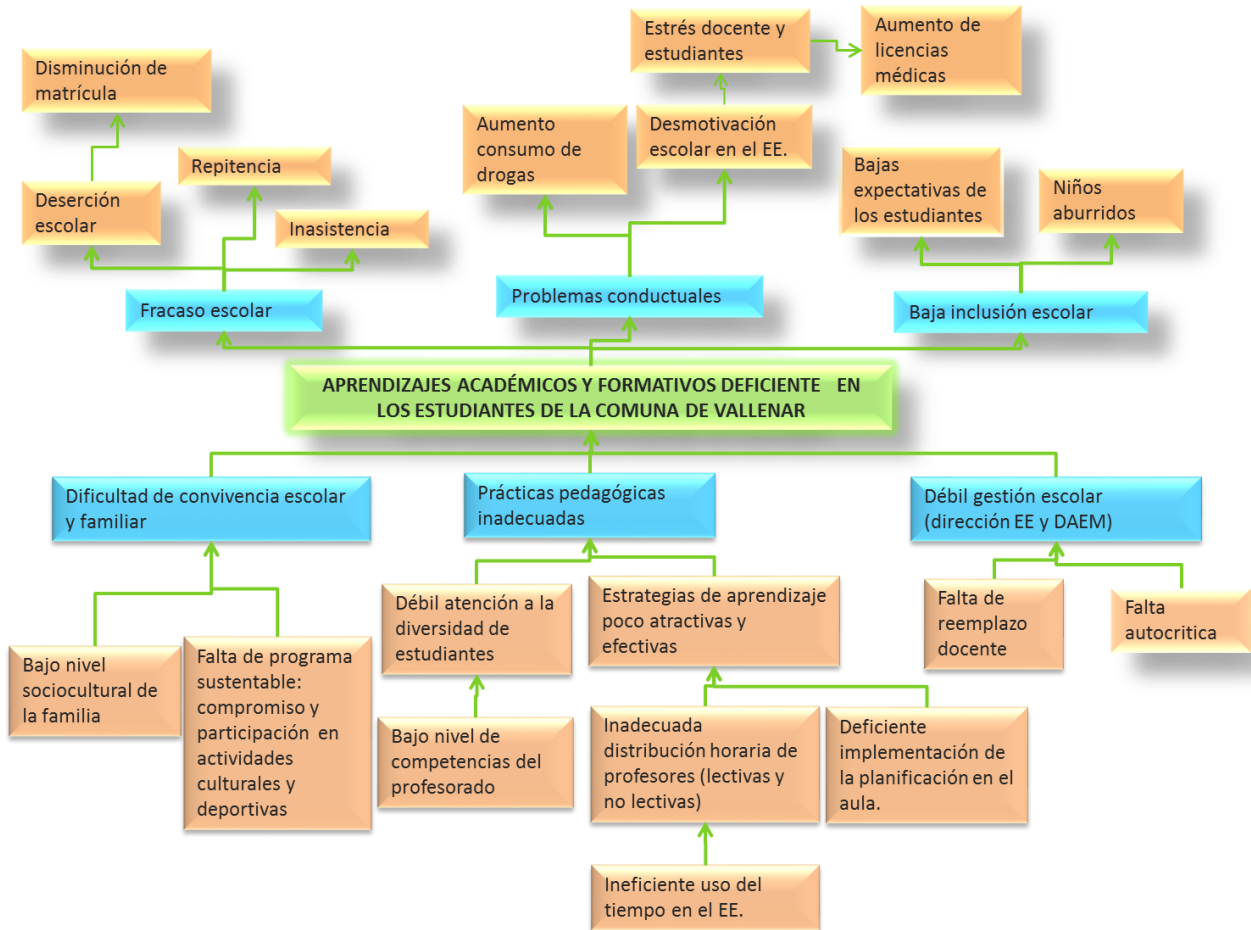 Estrés docente y
estudiantes
Aumento de
licencias
médicas
Disminución de
matrícula
Aumento
consumo de
drogas
Desmotivación
escolar en el EE.
Repitencia
Bajas
expectativas de
los estudiantes
Niños
aburridos
Deserción
escolar
Inasistencia
Fracaso escolar
Problemas conductuales
Baja inclusión escolar
APRENDIZAJES ACADÉMICOS Y FORMATIVOS DEFICIENTE EN
LOS ESTUDIANTES DE LA COMUNA DE VALLENAR
Dificultad de convivencia escolar
y familiar
Prácticas pedagógicas
inadecuadas
Débil gestión escolar
(dirección EE y DAEM)
Débil atención a la
diversidad de
estudiantes
Estrategias de aprendizaje
poco atractivas y
efectivas
Falta de
reemplazo
docente
Falta
autocritica
Bajo nivel
sociocultural de
la familia
Falta de programa
sustentable:
compromiso y
participación en
actividades
culturales y
deportivas
Bajo nivel de
competencias del
profesorado
Inadecuada
distribución horaria de
profesores (lectivas y
no lectivas)
Deficiente
implementación de
la planificación en el
aula.
Ineficiente uso del
tiempo en el EE.